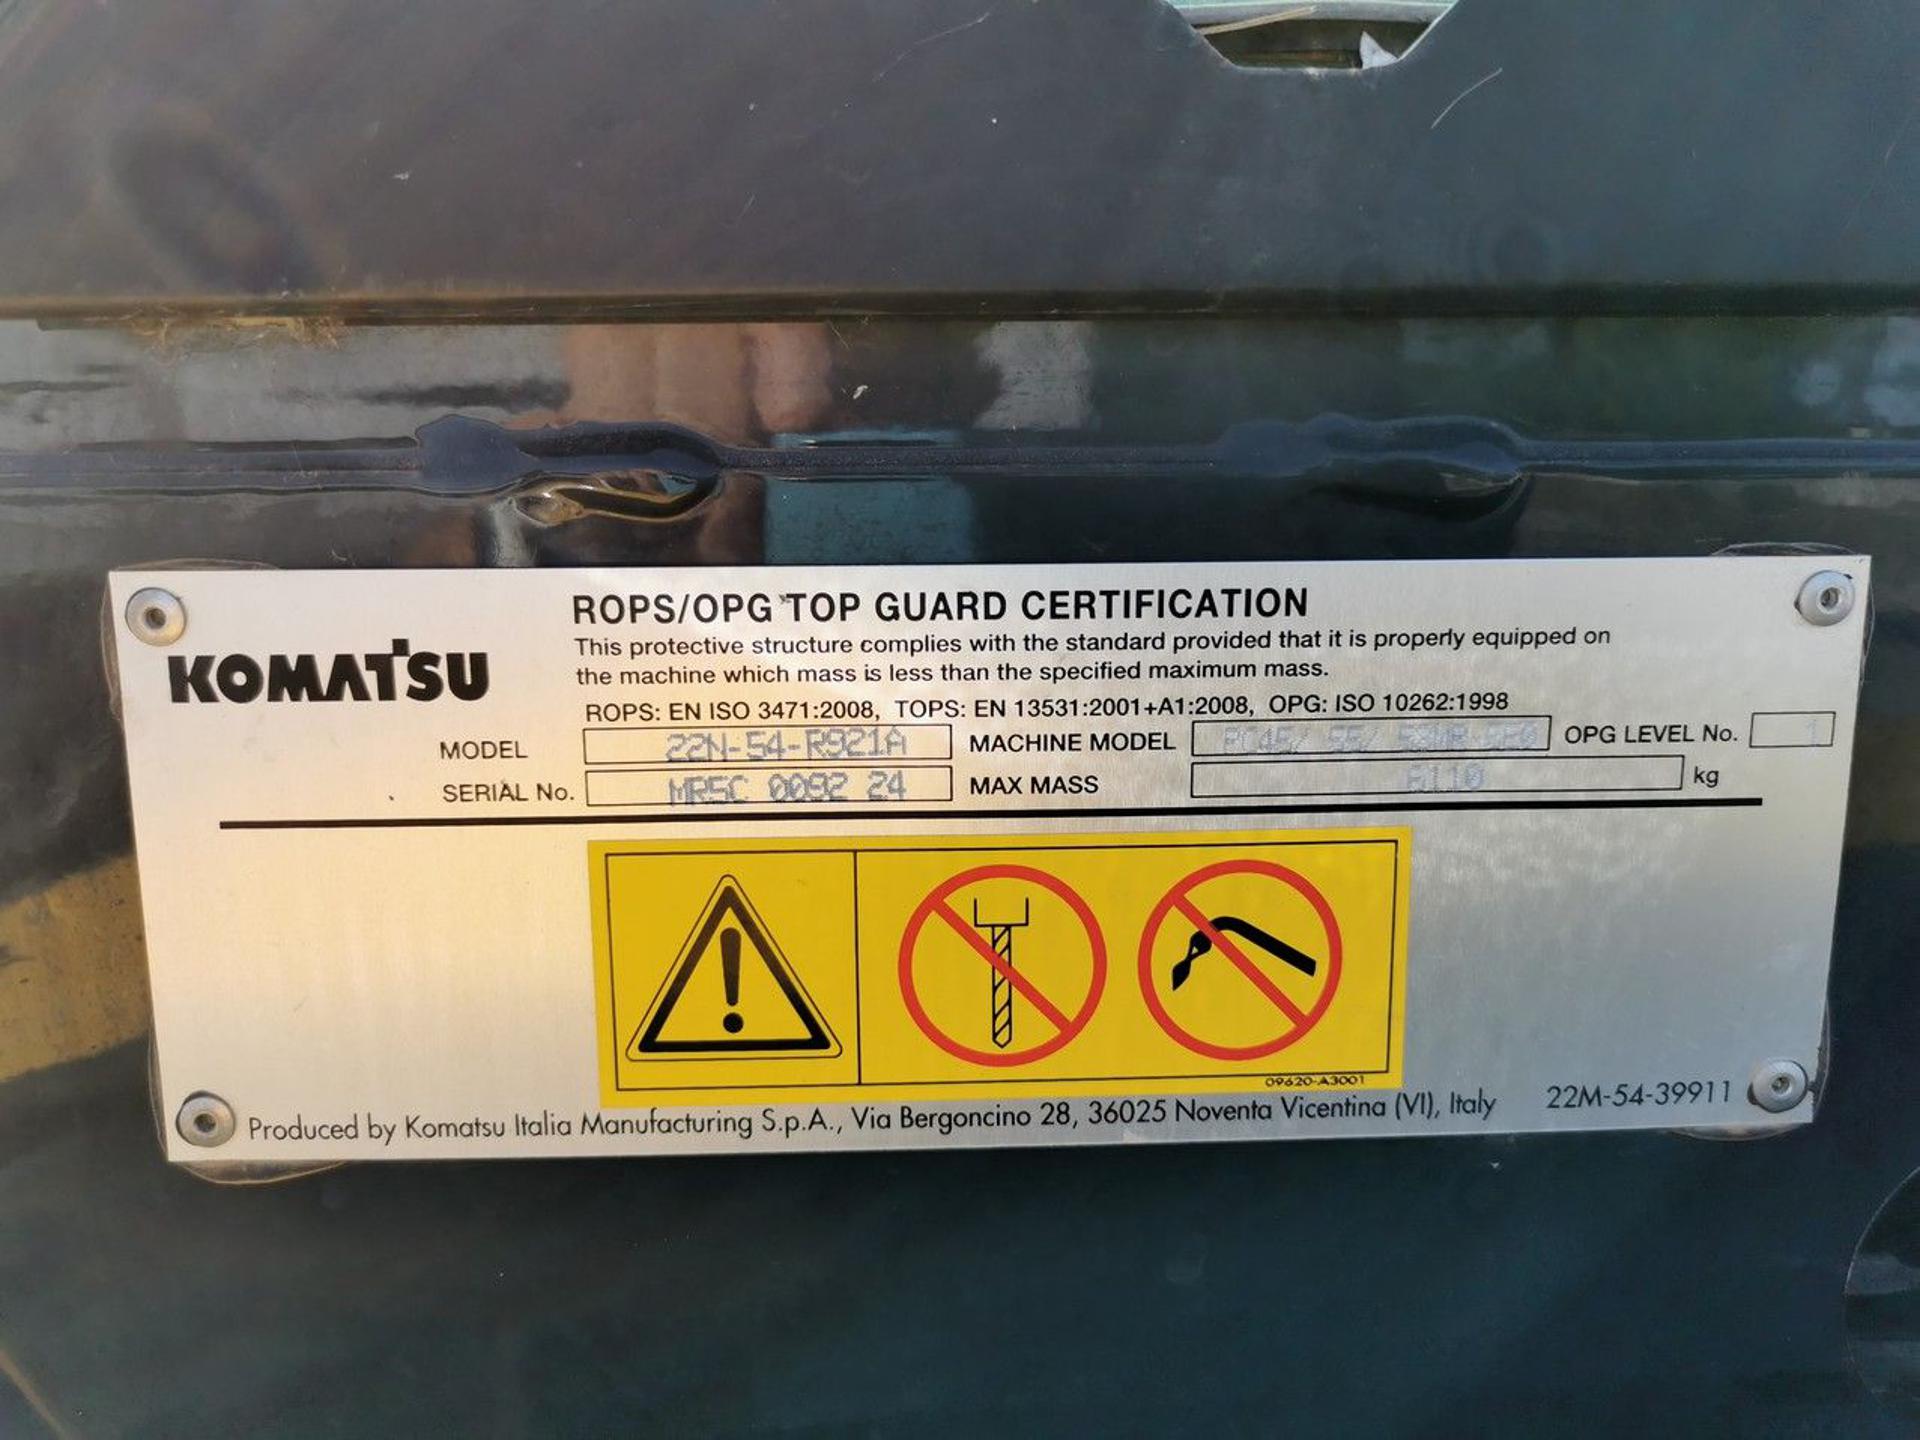 KOMATSU
ROPS/OPG TOP GUARD CERTIFICATION
This protective structure complies with the standard provided that it is properly equipped on
the machine which mass is less than the specified maximum mass.
ROPS: EN ISO 3471:2008, TOPS: EN 13531:2001+A1:2008, OPG: ISO 10262:1998
MODEL 22N-54-R921A MACHINE MODEL OPG LEVEL No. 1
SERIAL No. MR5C 0092 24 MAX MASS 6110 kg
09620-A3001
Produced by Komatsu Italia Manufacturing S.p.A., Via Bergoncino 28, 36025 Noventa Vicentina (VI), Italy 22M-54-39911